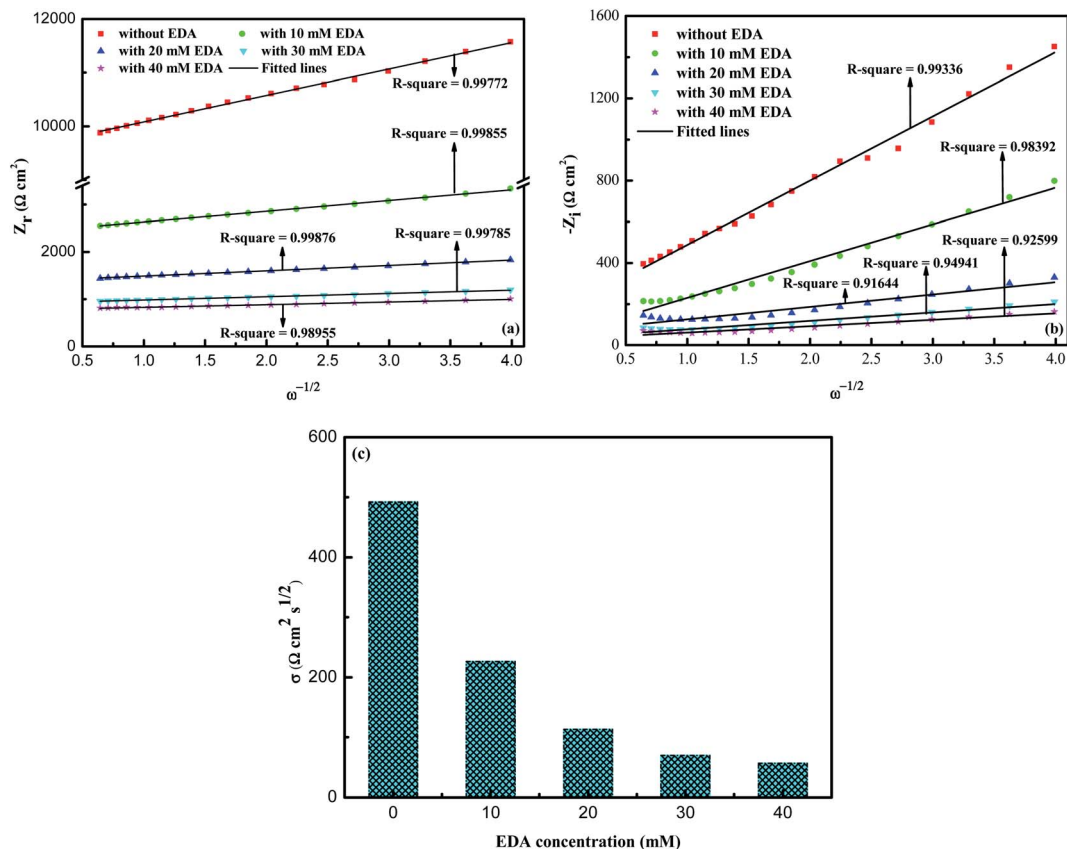 12000
without EDA with 10 mM EDA
with 20 mM EDA with 30 mM EDA
with 40 mM EDA Fitted lines
R-square = 0.99772
10000
R-square = 0.99855
Zr (Ω cm²)
2000
R-square = 0.99876
R-square = 0.99785
R-square = 0.98955
(a)
0
0.5 1.0 1.5 2.0 2.5 3.0 3.5 4.0
ω⁻¹/²
1600
without EDA
with 10 mM EDA
with 20 mM EDA
with 30 mM EDA
with 40 mM EDA
Fitted lines
R-square = 0.99336
1200
R-square = 0.98392
-Zi (Ω cm²)
800
R-square = 0.92599
R-square = 0.94941
400
R-square = 0.91644
(b)
0
0.5 1.0 1.5 2.0 2.5 3.0 3.5 4.0
ω⁻¹/²
600
(c)
400
σ (Ω cm² s¹/²)
200
0
0 10 20 30 40
EDA concentration (mM)